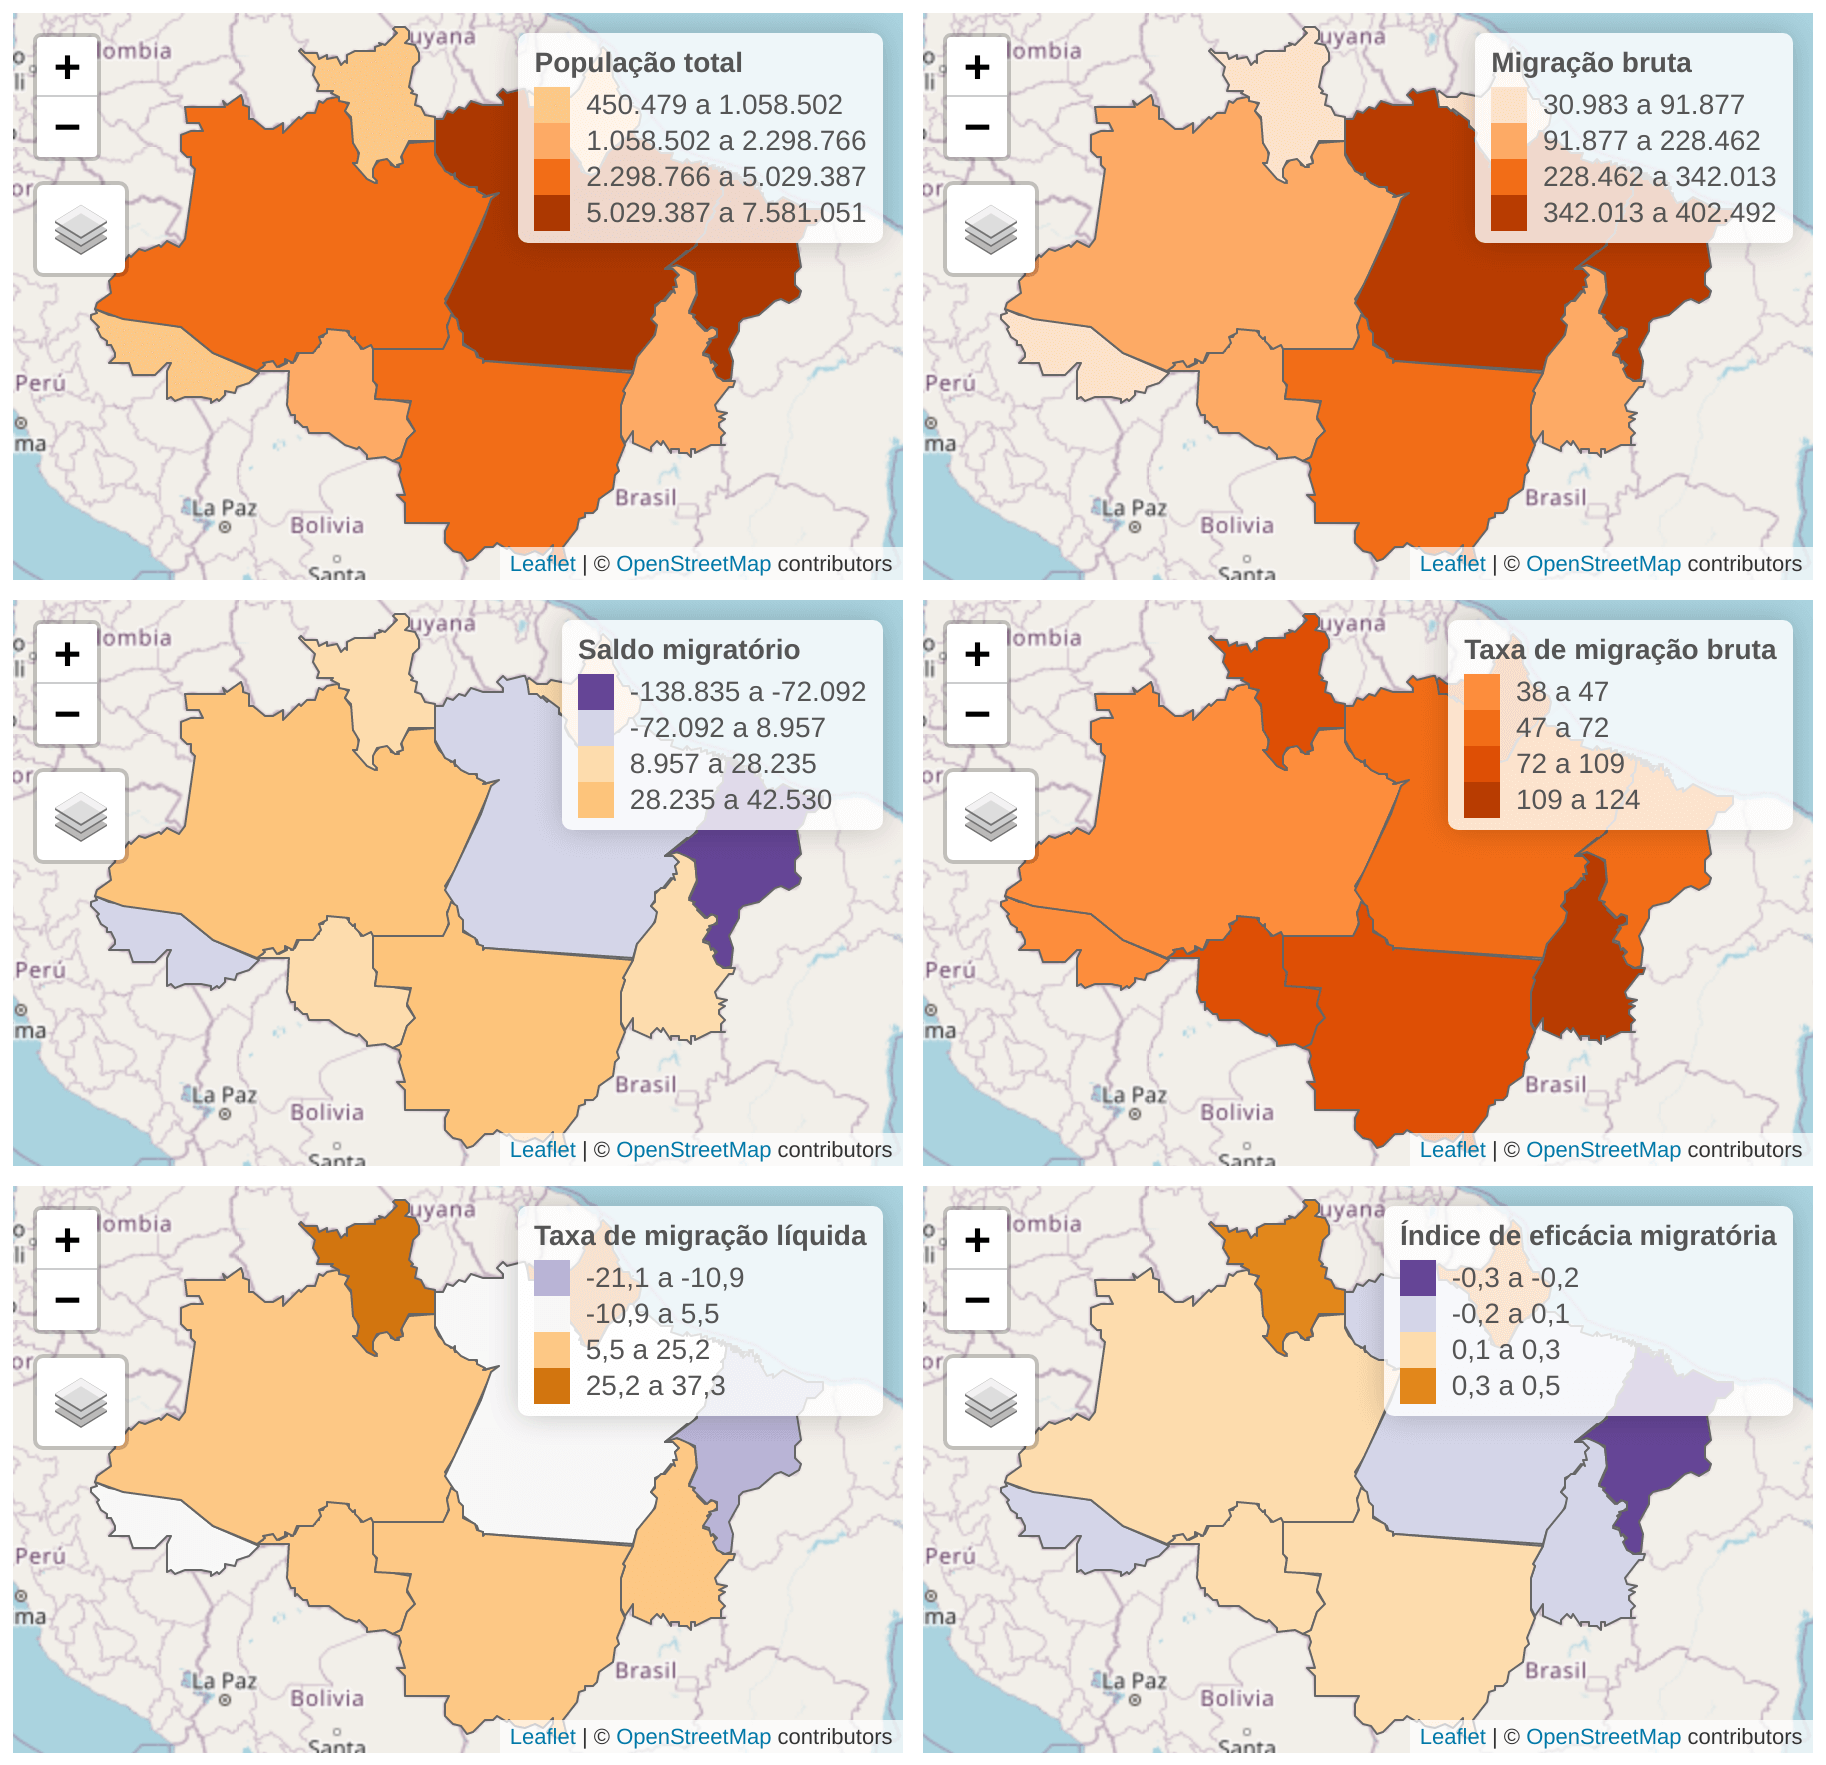 +
−
lombia
uyana
Perú
ma
La Paz
Bolivia
Santa
Brasil
População total
450.479 a 1.058.502
1.058.502 a 2.298.766
2.298.766 a 5.029.387
5.029.387 a 7.581.051
Leaflet | © OpenStreetMap contributors
+
−
lombia
uyana
Perú
ma
La Paz
Bolivia
Santa
Brasil
Migração bruta
30.983 a 91.877
91.877 a 228.462
228.462 a 342.013
342.013 a 402.492
Leaflet | © OpenStreetMap contributors
+
−
lombia
uyana
Perú
ma
La Paz
Bolivia
Santa
Brasil
Saldo migratório
-138.835 a -72.092
-72.092 a 8.957
8.957 a 28.235
28.235 a 42.530
Leaflet | © OpenStreetMap contributors
+
−
lombia
uyana
Perú
ma
La Paz
Bolivia
Santa
Brasil
Taxa de migração bruta
38 a 47
47 a 72
72 a 109
109 a 124
Leaflet | © OpenStreetMap contributors
+
−
lombia
uyana
Perú
ma
La Paz
Bolivia
Santa
Brasil
Taxa de migração líquida
-21,1 a -10,9
-10,9 a 5,5
5,5 a 25,2
25,2 a 37,3
Leaflet | © OpenStreetMap contributors
+
−
lombia
uyana
Perú
ma
La Paz
Bolivia
Santa
Brasil
Índice de eficácia migratória
-0,3 a -0,2
-0,2 a 0,1
0,1 a 0,3
0,3 a 0,5
Leaflet | © OpenStreetMap contributors